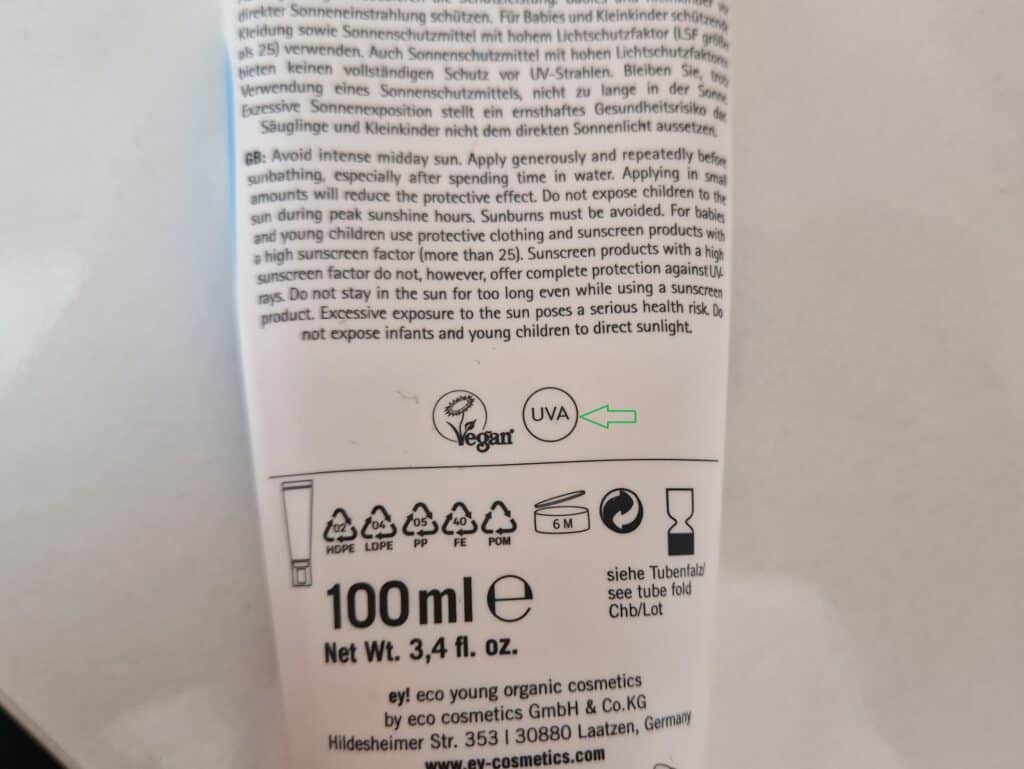 direkter Sonneneinstrahlung schützen. Für Babies und Kleinkinder schützende
Kleidung sowie Sonnenschutzmittel mit hohem Lichtschutzfaktor (LSF größer
als 25) verwenden. Auch Sonnenschutzmittel mit hohen Lichtschutzfaktoren
bieten keinen vollständigen Schutz vor UV-Strahlen. Bleiben Sie, trotz
Verwendung eines Sonnenschutzmittels, nicht zu lange in der Sonne
Exzessive Sonnenexposition stellt ein ernsthaftes Gesundheitsrisiko dar
Säuglinge und Kleinkinder nicht dem direkten Sonnenlicht aussetzen.
GB: Avoid intense midday sun. Apply generously and repeatedly before
sunbathing, especially after spending time in water. Applying in small
amounts will reduce the protective effect. Do not expose children to the
sun during peak sunshine hours. Sunburns must be avoided. For babies
and young children use protective clothing and sunscreen products with
a high sunscreen factor (more than 25). Sunscreen products with a high
sunscreen factor do not, however, offer complete protection against UV-
rays. Do not stay in the sun for too long even while using a sunscreen
product. Excessive exposure to the sun poses a serious health risk. Do
not expose infants and young children to direct sunlight.
Vegan UVA
02 04 05 40
HDPE LDPE PP FE POM
6 M
siehe Tubenfalz/
see tube fold
Chb/Lot
100 ml e
Net Wt. 3,4 fl. oz.
ey! eco young organic cosmetics
by eco cosmetics GmbH & Co.KG
Hildesheimer Str. 353 | 30880 Laatzen, Germany
www.ey-cosmetics.com